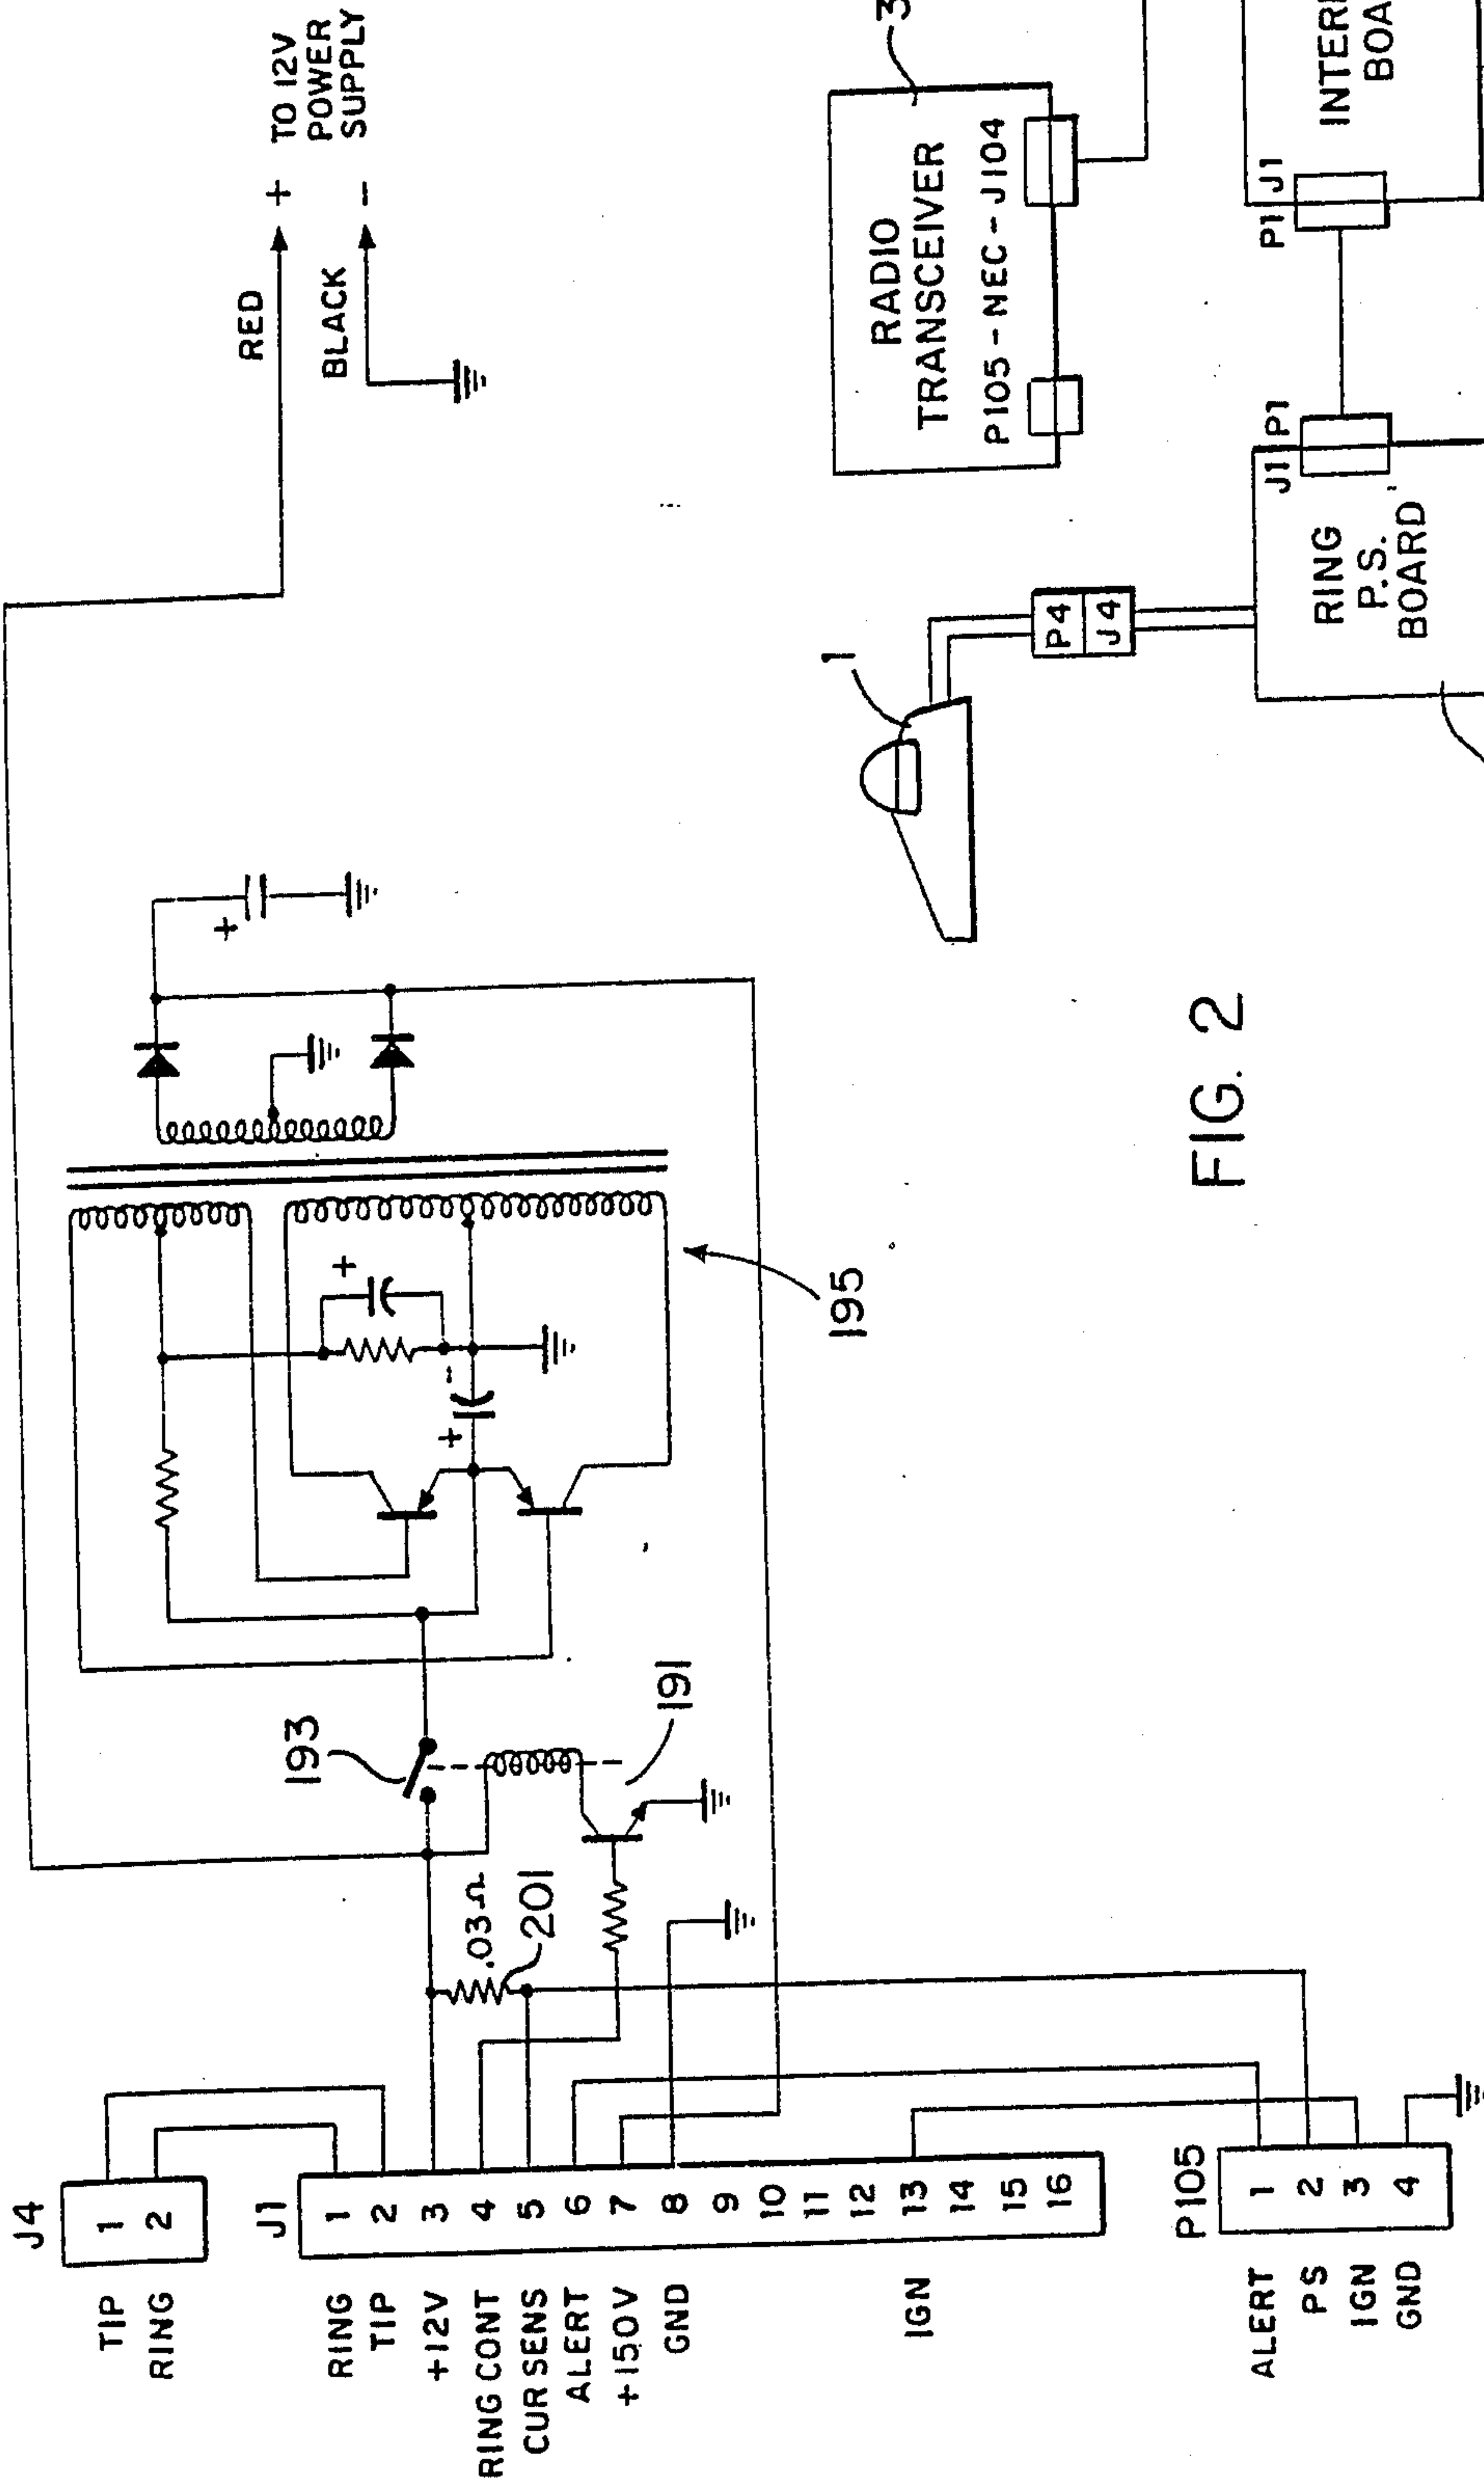 J4
TIP 1
RING 2
J1
RING 1
TIP 2
+12V 3
RING CONT 4
CUR SENS 5
ALERT 6
+150V 7
GND 8
9
10
11
12
IGN 13
14
15
16
P105
ALERT 1
PS 2
IGN 3
GND 4
.03Ω
201
193
191
195
+
-
+
+
RED
+
TO 12V
POWER
SUPPLY
BLACK
-
FIG. 2
1
P4
J4
RADIO
TRANSCEIVER
P105-NEC-J104
3
RING
P.S.
BOARD
J1 P1
P1 J1